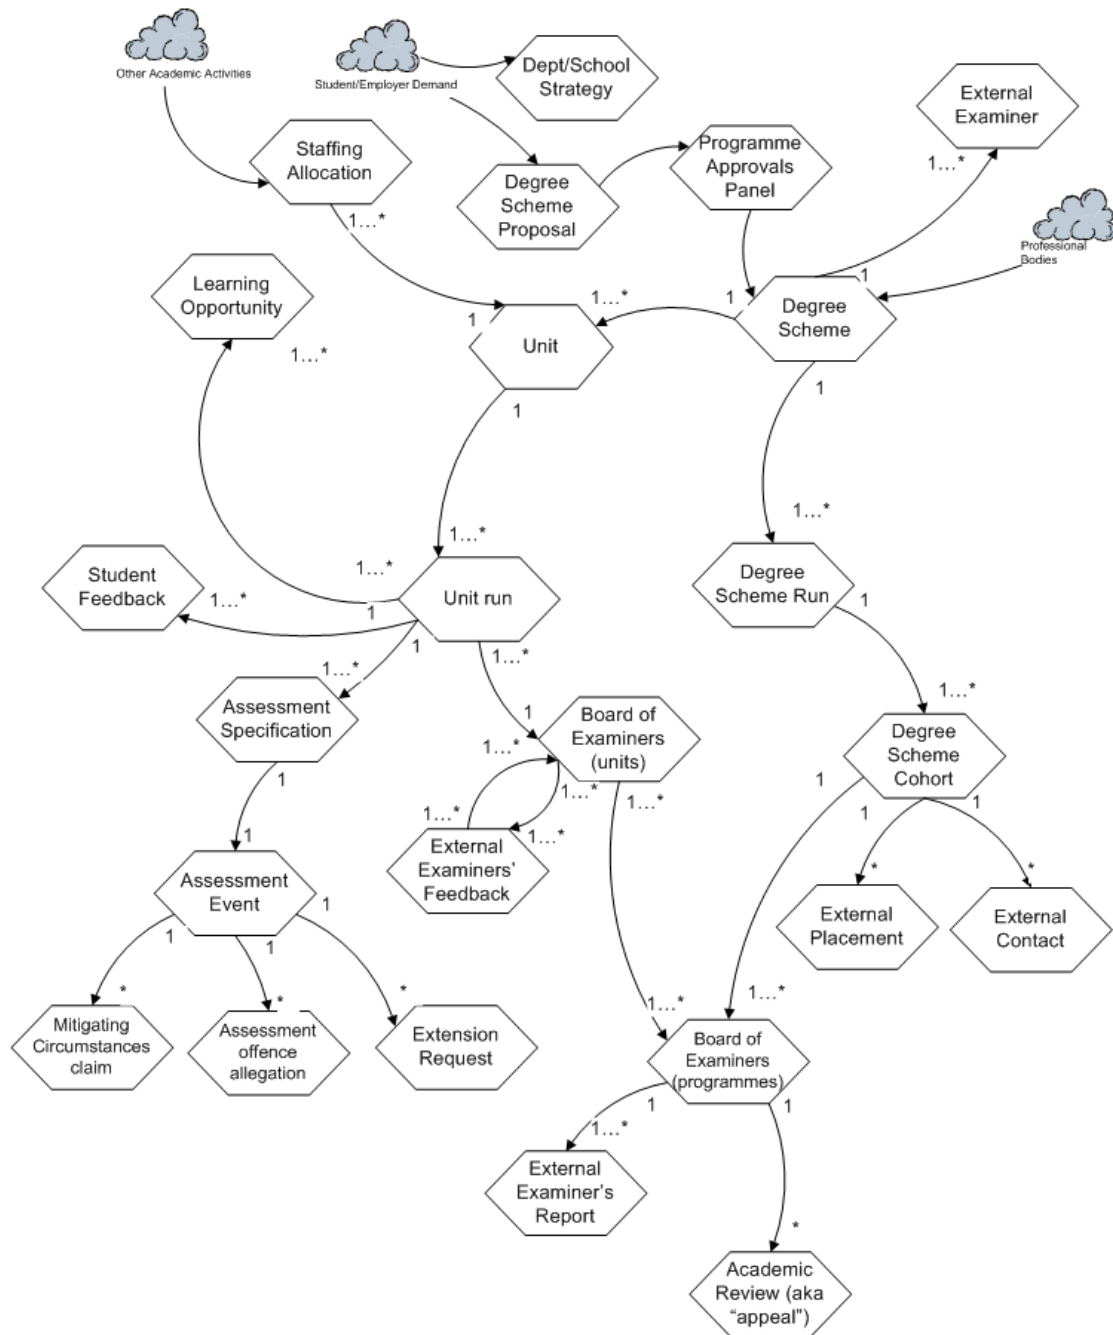 Other Academic Activities
Student/Employer Demand
Dept/School
Strategy
External
Examiner
Staffing
Allocation
Programme
Approvals
Panel
Degree
Scheme
Proposal
1…*
1…*
Professional
Bodies
Learning
Opportunity
1…*
1
1
1
Degree
Scheme
1…*
Unit
1
1
1…*
1…*
1…*
1…*
Student
Feedback
1…*
1
Unit run
Degree
Scheme Run
1
1
1…*
1…*
1…*
Assessment
Specification
1
Board of
Examiners
(units)
Degree
Scheme
Cohort
1
1…*
1…*
1…*
1
1
1
1
1…*
1…*
External
Examiners'
Feedback
*
*
Assessment
Event
1
1
1
External
Placement
External
Contact
*
*
*
1…*
1…*
Mitigating
Circumstances
claim
Assessment
offence
allegation
Extension
Request
Board of
Examiners
(programmes)
1
1
1…*
External
Examiner's
Report
*
Academic
Review (aka
“appeal”)